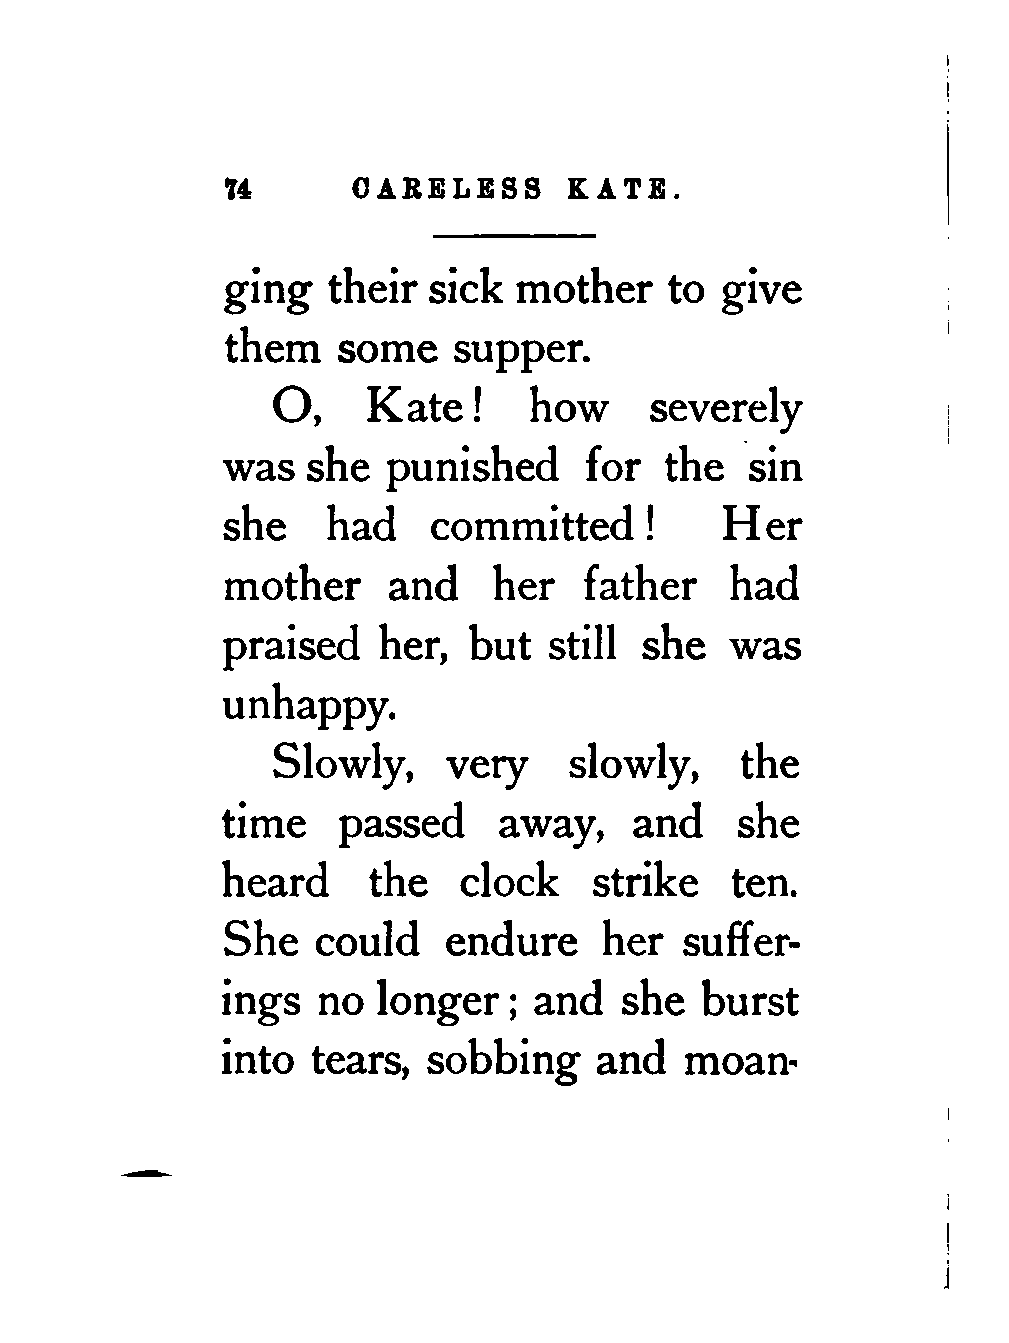 74 CARELESS KATE.
ging their sick mother to give
them some supper.
O, Kate! how severely
was she punished for the sin
she had committed! Her
mother and her father had
praised her, but still she was
unhappy.
Slowly, very slowly, the
time passed away, and she
heard the clock strike ten.
She could endure her suffer-
ings no longer; and she burst
into tears, sobbing and moan-